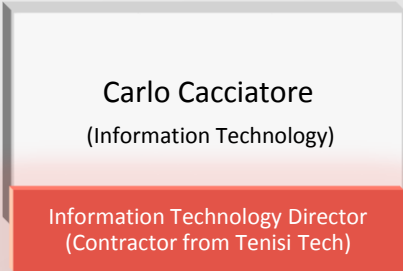 Carlo Cacciatore
(Information Technology)
Information Technology Director
(Contractor from Tenisi Tech)